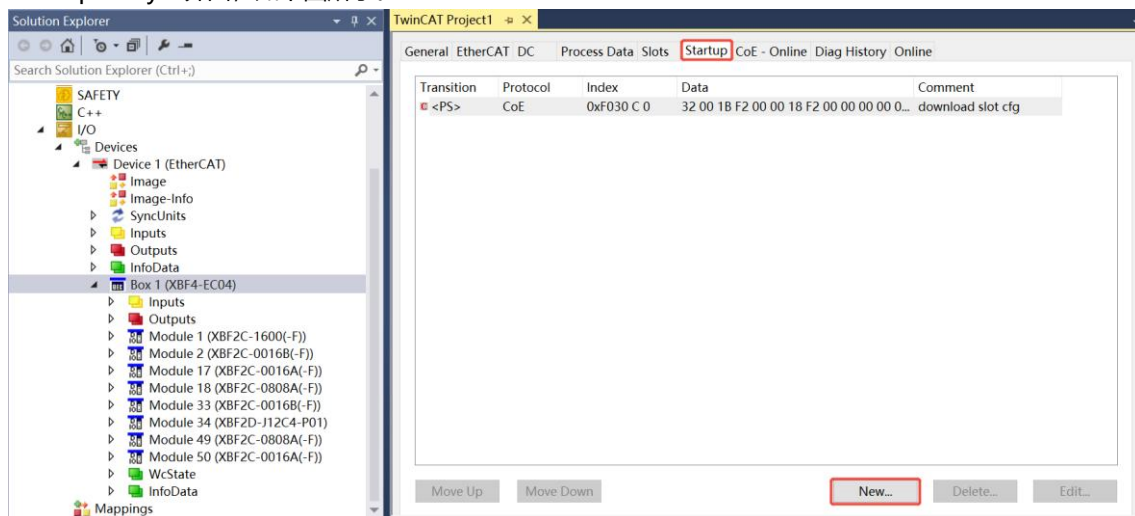 Solution Explorer
Search Solution Explorer (Ctrl+;)
SAFETY
C++
I/O
Devices
Device 1 (EtherCAT)
Image
Image-Info
SyncUnits
Inputs
Outputs
InfoData
Box 1 (XBF4-EC04)
Inputs
Outputs
Module 1 (XBF2C-1600(-F))
Module 2 (XBF2C-0016B(-F))
Module 17 (XBF2C-0016A(-F))
Module 18 (XBF2C-0808A(-F))
Module 33 (XBF2C-0016B(-F))
Module 34 (XBF2D-J12C4-P01)
Module 49 (XBF2C-0808A(-F))
Module 50 (XBF2C-0016A(-F))
WcState
InfoData
Mappings
TwinCAT Project1
General EtherCAT DC Process Data Slots Startup CoE - Online Diag History Online
Transition Protocol Index Data Comment
<PS> CoE 0xF030 C 0 32 00 1B F2 00 00 18 F2 00 00 00 00 0... download slot cfg
Move Up Move Down New... Delete... Edit...